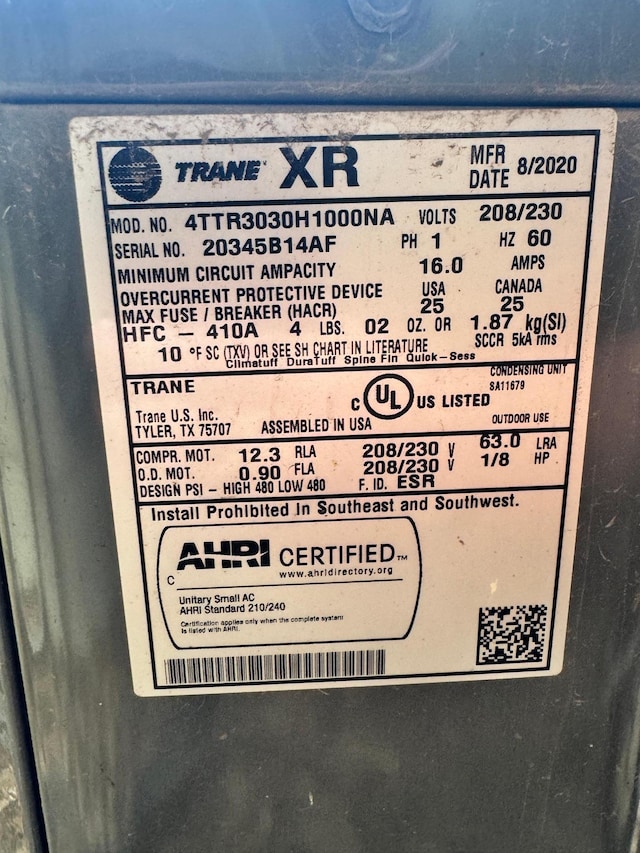 TRANE XR MFR DATE 8/2020
MOD. NO. 4TTR3030H1000NA VOLTS 208/230
SERIAL NO. 20345B14AF PH 1 HZ 60
MINIMUM CIRCUIT AMPACITY 16.0 AMPS
OVERCURRENT PROTECTIVE DEVICE USA CANADA
MAX FUSE / BREAKER (HACR) 25 25
HFC - 410A 4 LBS. 02 OZ. OR 1.87 kg(SI)
10 °F SC (TXV) OR SEE SH CHART IN LITERATURE SCCR 5kA rms
Climatuff DuraTuff Spine Fin Quick-Sess
TRANE CONDENSING UNIT
SA11679
C UL US LISTED
Trane U.S. Inc.
TYLER, TX 75707 ASSEMBLED IN USA OUTDOOR USE
COMPR. MOT. 12.3 RLA 208/230 V 63.0 LRA
O.D. MOT. 0.90 FLA 208/230 V 1/8 HP
DESIGN PSI - HIGH 480 LOW 480 F. ID. ESR
Install Prohibited In Southeast and Southwest.
AHRI CERTIFIED™
www.ahridirectory.org
C
Unitary Small AC
AHRI Standard 210/240
Certification applies only when the complete system
is listed with AHRI.